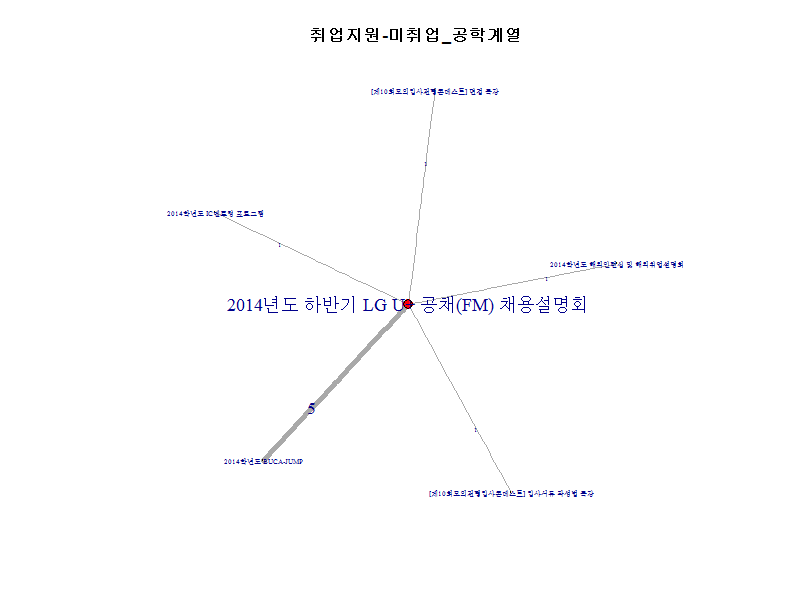 취업지원-미취업_공학계열
[제10회모의입사전형콘테스트] 면접 특강
1
2014학년도 IC멘토링 프로그램
1
2014학년도 해외인턴십 및 해외취업설명회
1
2014년도 하반기 LG U+ 공채(FM) 채용설명회
5
1
2014학년도 BUCA-JUMP
[제10회모의전형입사콘테스트] 입사서류 작성법 특강